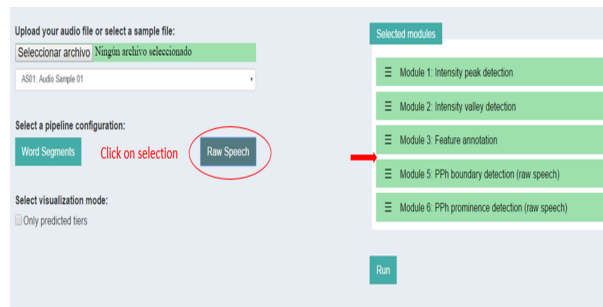 Upload your audio file or select a sample file:
Seleccionar archivo Ningún archivo seleccionado
AS01: Audio Sample 01
Select a pipeline configuration:
Word Segments Click on selection Raw Speech
Select visualization mode:
Only predicted tiers
Selected modules
Module 1: Intensity peak detection
Module 2: Intensity valley detection
Module 3: Feature annotation
Module 5: PPh boundary detection (raw speech)
Module 6: PPh prominence detection (raw speech)
Run